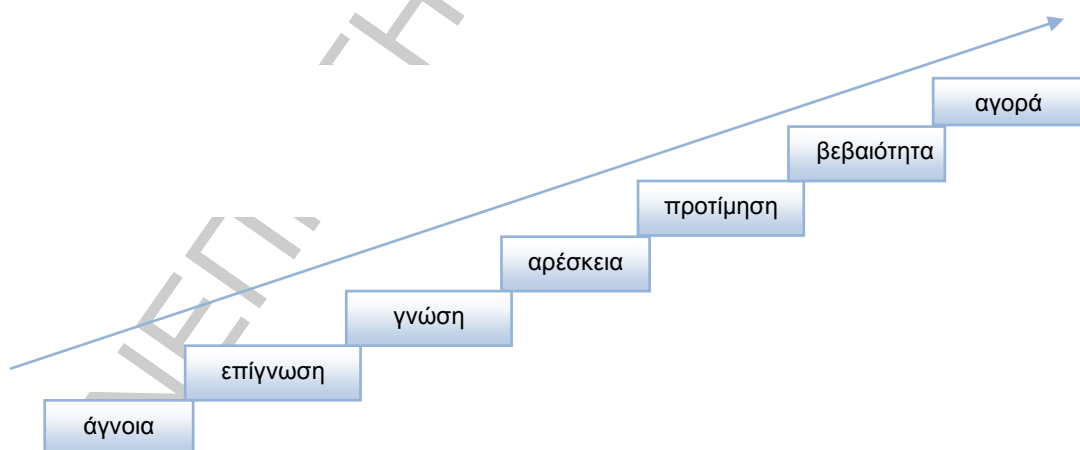 αγορά
βεβαιότητα
προτίμηση
αρέσκεια
γνώση
επίγνωση
άγνοια